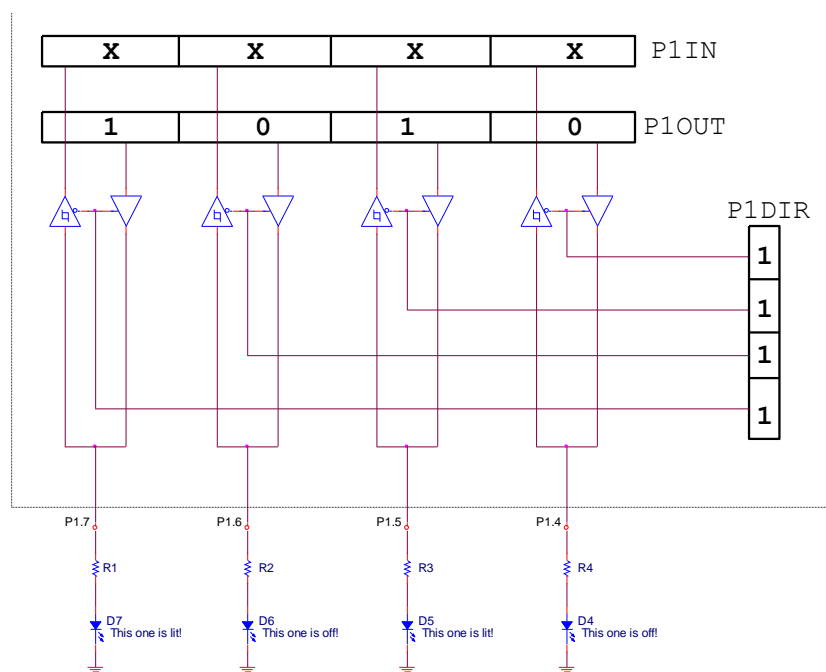 X X X X P1IN
1 0 1 0 P1OUT
P1DIR
1
1
1
1
P1.7 P1.6 P1.5 P1.4
R1 R2 R3 R4
D7 D6 D5 D4
This one is lit! This one is off! This one is lit! This one is off!